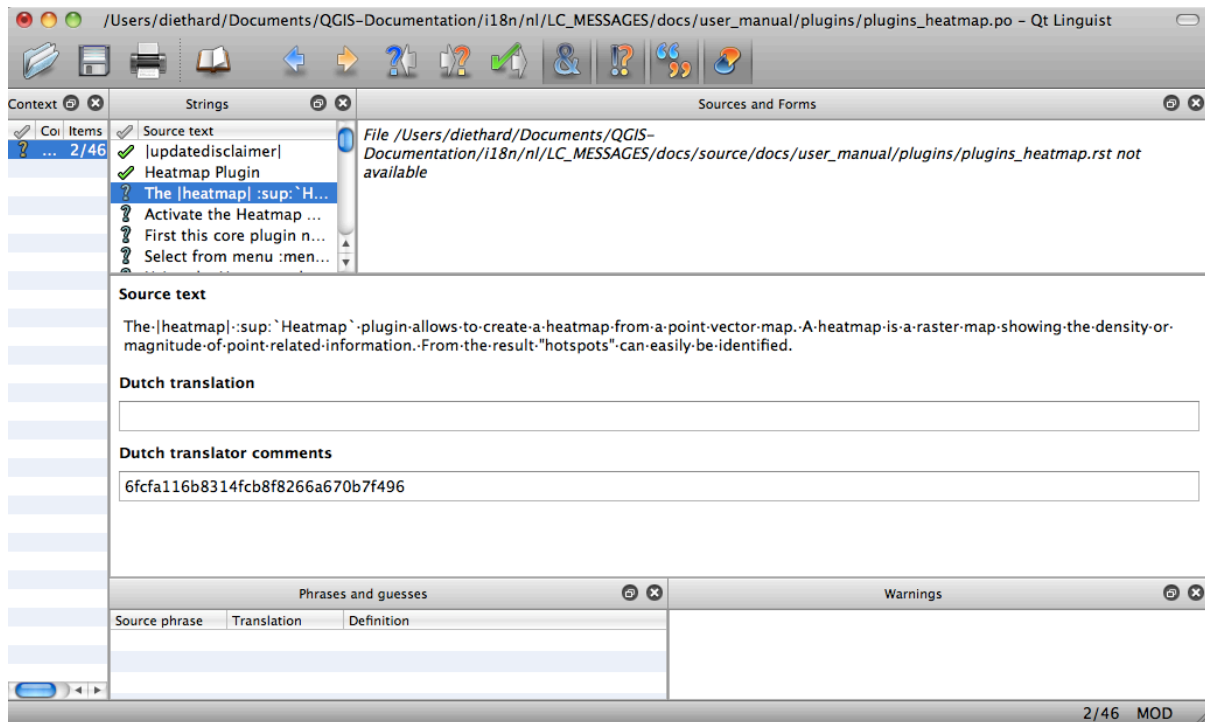 /Users/diethard/Documents/QGIS-Documentation/i18n/nl/LC_MESSAGES/docs/user_manual/plugins/plugins_heatmap.po – Qt Linguist
Context
Items
... 2/46
Strings
Source text
|updatedisclaimer|
Heatmap Plugin
The |heatmap| :sup:`H...
Activate the Heatmap ...
First this core plugin n...
Select from menu :men...
Sources and Forms
File /Users/diethard/Documents/QGIS-
Documentation/i18n/nl/LC_MESSAGES/docs/source/docs/user_manual/plugins/plugins_heatmap.rst not
available
Source text
The·|heatmap|·:sup:`Heatmap`·plugin·allows·to·create·a·heatmap·from·a·point·vector·map.·A·heatmap·is·a·raster·map·showing·the·density·or·
magnitude·of·point·related·information.·From·the·result·"hotspots"·can·easily·be·identified.
Dutch translation
Dutch translator comments
6fcfa116b8314fcb8f8266a670b7f496
Phrases and guesses
Source phrase Translation Definition
Warnings
2/46 MOD